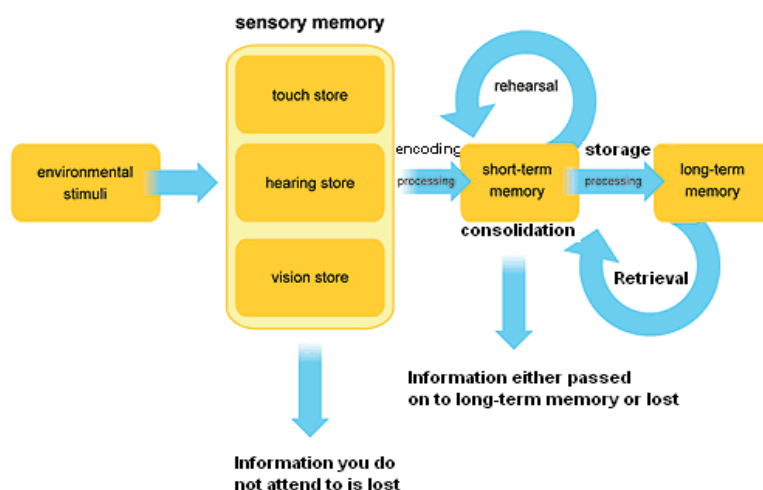 sensory memory
touch store
hearing store
vision store
environmental
stimuli
encoding
processing
rehearsal
short-term
memory
consolidation
storage
processing
long-term
memory
Retrieval
Information either passed
on to long-term memory or lost
Information you do
not attend to is lost